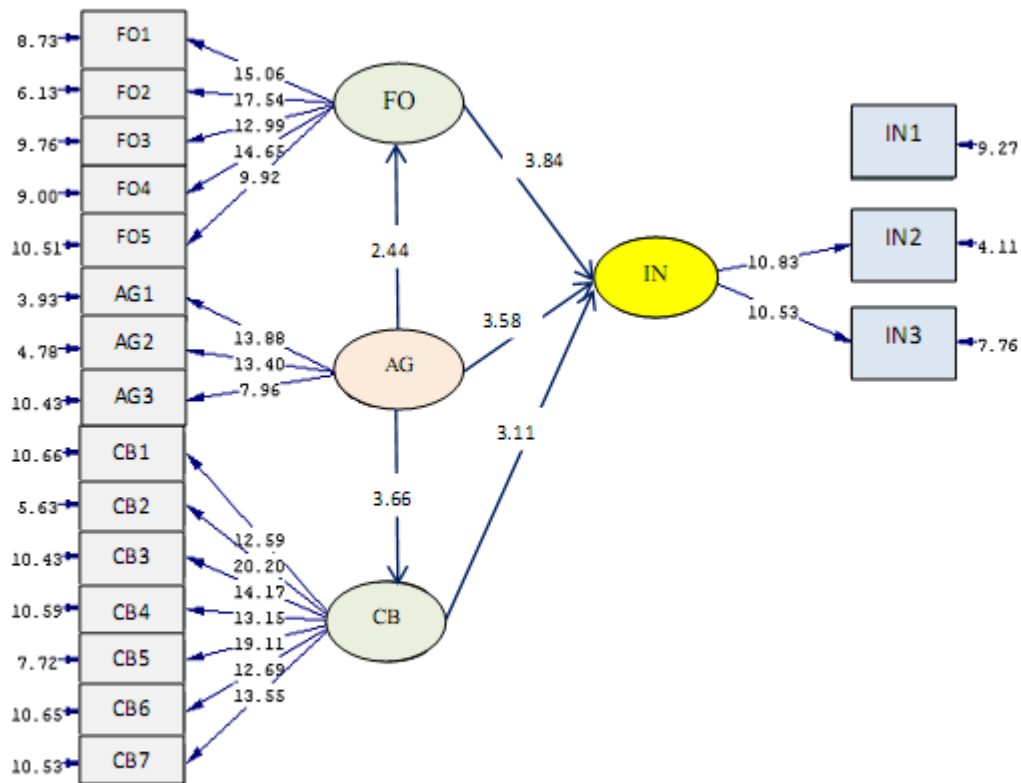 FO1
8.73
15.06
FO
FO2
6.13
17.54
FO3
9.76
12.99
FO4
9.00
14.65
FO5
10.51
9.92
3.84
IN1
9.27
IN2
4.11
2.44
IN
10.83
10.53
IN3
7.76
AG1
3.93
13.88
AG2
4.78
13.40
AG
3.58
AG3
10.43
7.96
3.11
CB1
10.66
CB2
5.63
3.66
12.59
CB3
10.43
20.20
14.17
CB4
10.59
13.15
CB
CB5
7.72
19.11
12.69
CB6
10.65
13.55
CB7
10.53